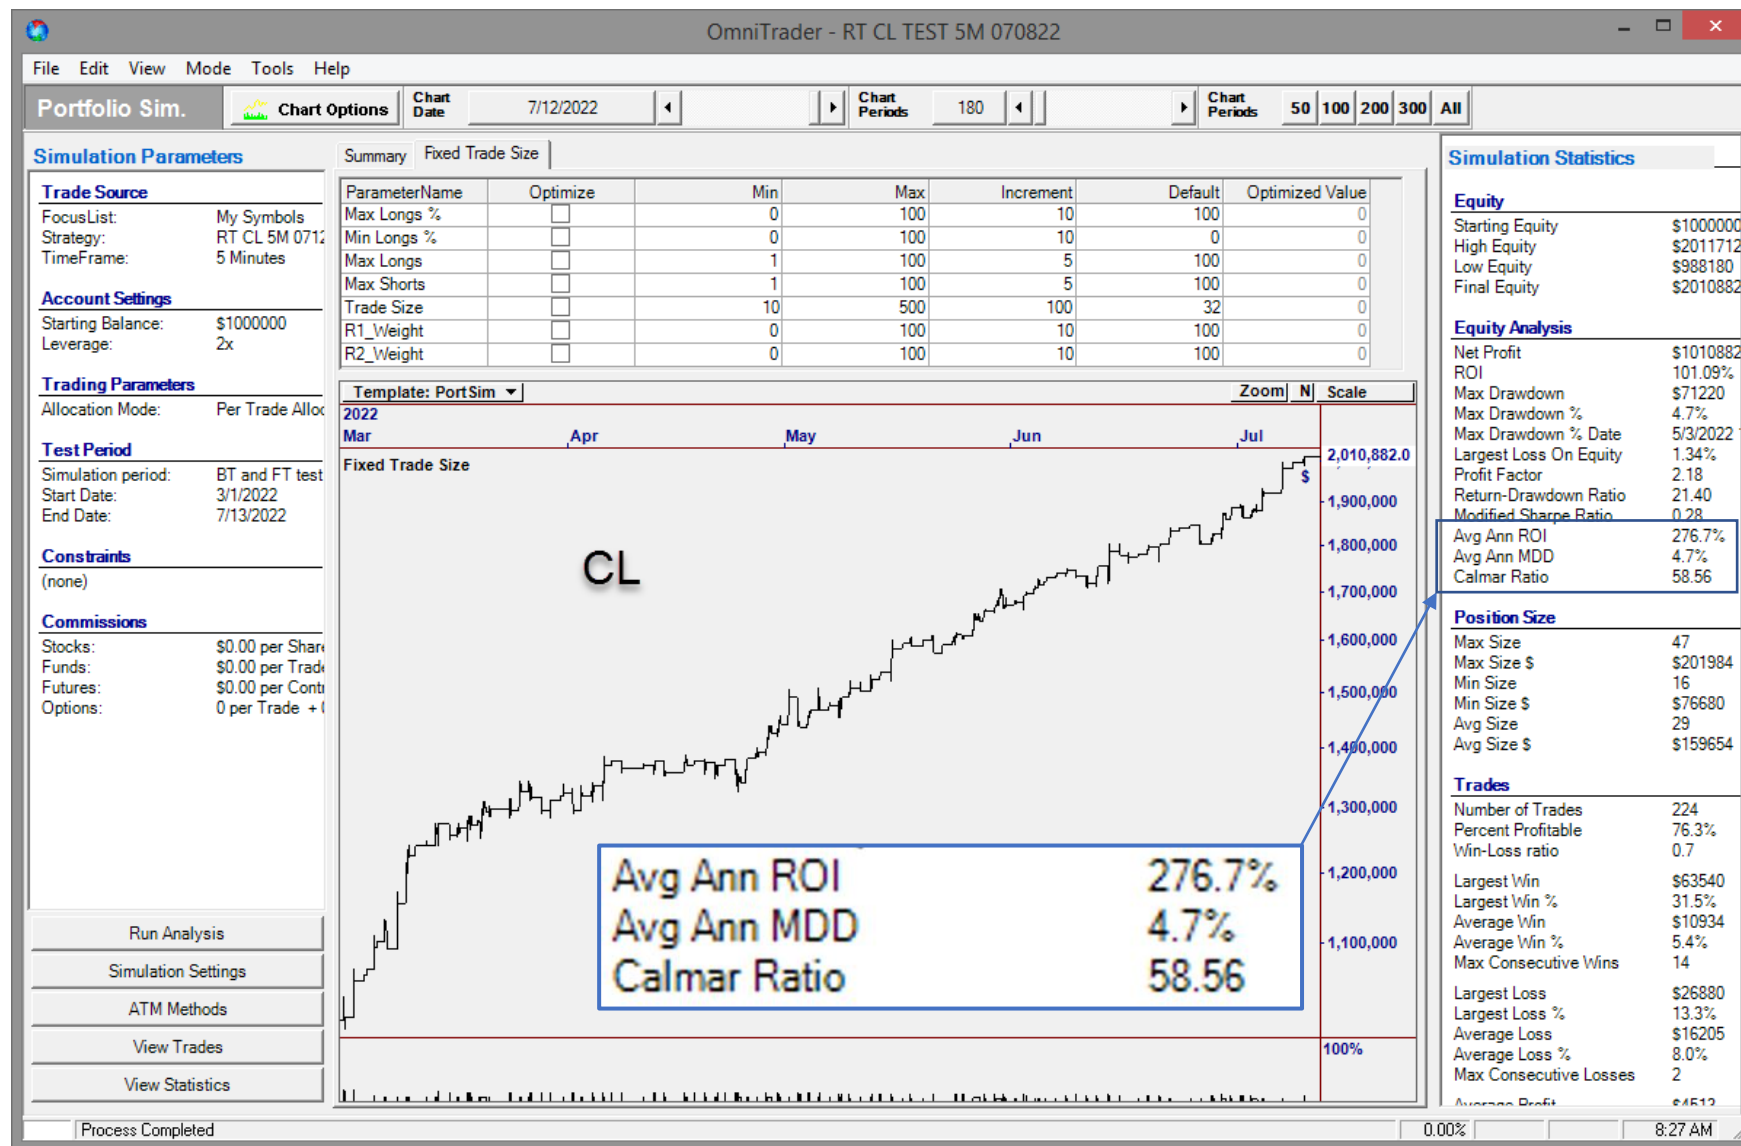 OmniTrader - RT CL TEST 5M 070822
File Edit View Mode Tools Help
Portfolio Sim.
Chart Options
Chart Date
7/12/2022
Chart Periods
180
Chart Periods
50 100 200 300 All
Simulation Parameters
Trade Source
FocusList: My Symbols
Strategy: RT CL 5M 0712
TimeFrame: 5 Minutes
Account Settings
Starting Balance: $1000000
Leverage: 2x
Trading Parameters
Allocation Mode: Per Trade Alloc
Test Period
Simulation period: BT and FT test
Start Date: 3/1/2022
End Date: 7/13/2022
Constraints
(none)
Commissions
Stocks: $0.00 per Share
Funds: $0.00 per Trade
Futures: $0.00 per Contr
Options: 0 per Trade +
Run Analysis
Simulation Settings
ATM Methods
View Trades
View Statistics
Summary Fixed Trade Size
ParameterName Optimize Min Max Increment Default Optimized Value
Max Longs % 0 100 10 100 0
Min Longs % 0 100 10 0 0
Max Longs 1 100 5 100 0
Max Shorts 1 100 5 100 0
Trade Size 10 500 100 32 0
R1_Weight 0 100 10 100 0
R2_Weight 0 100 10 100 0
Template: PortSim Zoom N Scale
2022
Mar Apr May Jun Jul
Fixed Trade Size
CL
$
2,010,882.0
1,900,000
1,800,000
1,700,000
1,600,000
1,500,000
1,400,000
1,300,000
1,200,000
1,100,000
100%
Avg Ann ROI 276.7%
Avg Ann MDD 4.7%
Calmar Ratio 58.56
Simulation Statistics
Equity
Starting Equity $1000000
High Equity $2011712
Low Equity $988180
Final Equity $2010882
Equity Analysis
Net Profit $1010882
ROI 101.09%
Max Drawdown $71220
Max Drawdown % 4.7%
Max Drawdown % Date 5/3/2022
Largest Loss On Equity 1.34%
Profit Factor 2.18
Return-Drawdown Ratio 21.40
Modified Sharpe Ratio 0.28
Avg Ann ROI 276.7%
Avg Ann MDD 4.7%
Calmar Ratio 58.56
Position Size
Max Size 47
Max Size $ $201984
Min Size 16
Min Size $ $76680
Avg Size 29
Avg Size $ $159654
Trades
Number of Trades 224
Percent Profitable 76.3%
Win-Loss ratio 0.7
Largest Win $63540
Largest Win % 31.5%
Average Win $10934
Average Win % 5.4%
Max Consecutive Wins 14
Largest Loss $26880
Largest Loss % 13.3%
Average Loss $16205
Average Loss % 8.0%
Max Consecutive Losses 2
Average Profit $4513
Process Completed
0.00%
8:27 AM